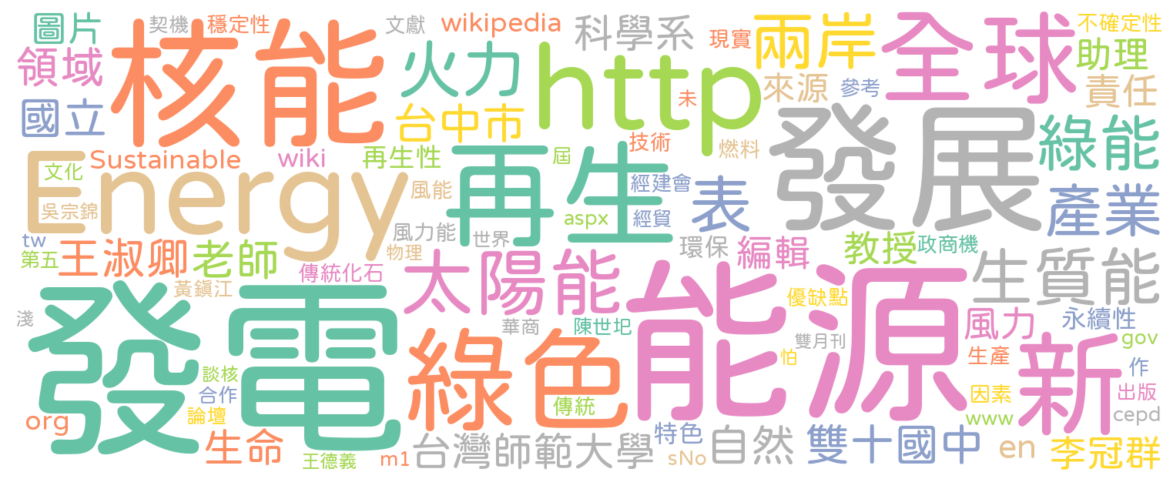 圖片 契機 穩定性 文獻 wikipedia 科學系 現實 兩岸 全球 不確定性
領域 核能 火力 http 未 來源 參考 助理 責任
國立 台中市 技術 燃料 發展 綠能
文化 Sustainable wiki 再生性 再生 屆 經建會 表 產業
吳宗錦 Energy 風能 aspx 經貿
tw 第五 王淑卿 老師 風力能 世界 物理 環保 編輯 教授 政商機
黃鎮江 傳統化石 太陽能 能源 優缺點 生質能
淺 發電 華商 陳世圯 雙月刊 風力 永續性 gov
談核 合作 綠色 傳統 怕 新 生產 作
org 論壇 因素 www 出版 cepd
生命 王德義 m1 台灣師範大學 特色 sNo 自然 雙十國中 en 李冠群